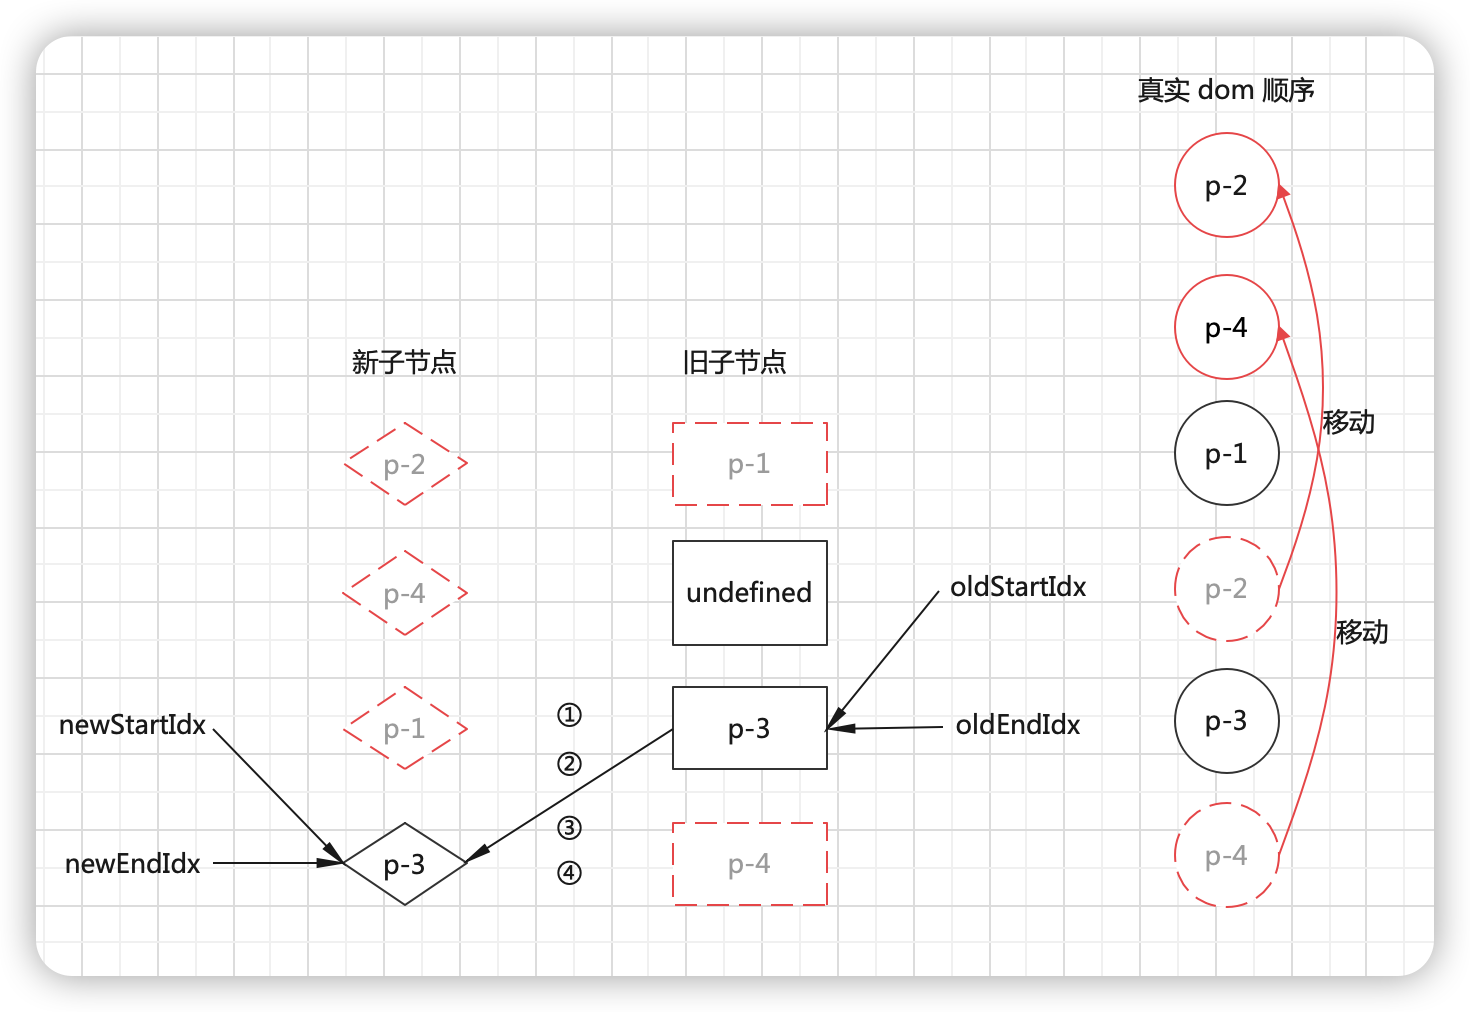 真实 dom 顺序
p-2
p-4
新子节点
旧子节点
移动
p-2
p-1
p-1
p-4
undefined
oldStartIdx
p-2
移动
newStartIdx
p-1
①
p-3
oldEndIdx
p-3
②
③
newEndIdx
p-3
④
p-4
p-4